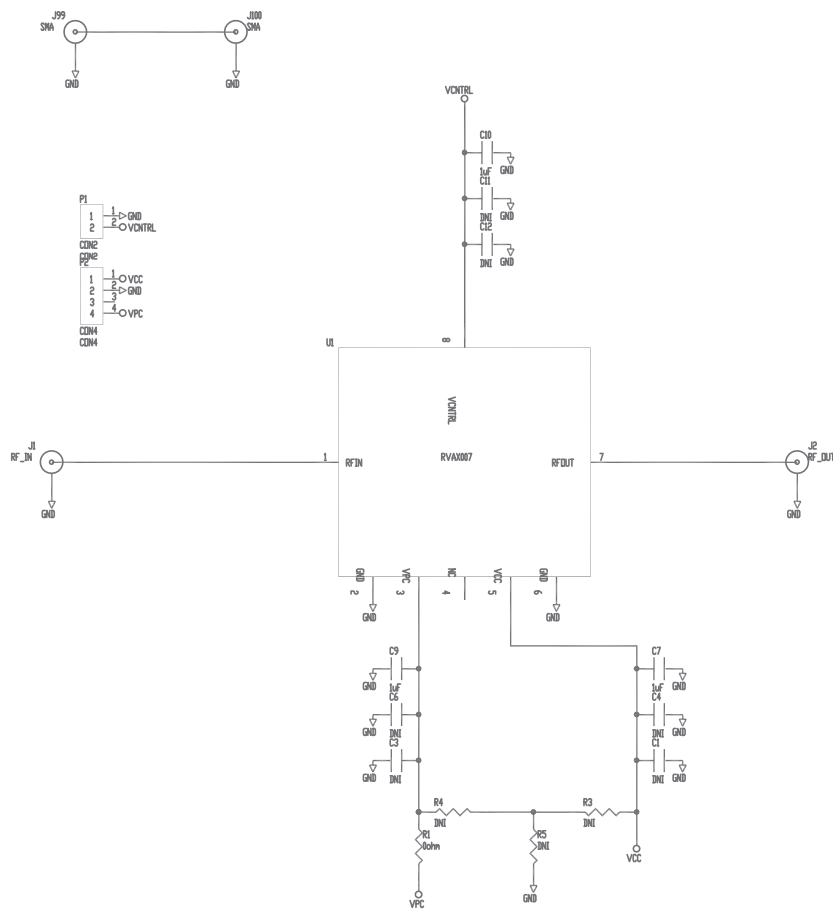 J99
SMA
GND
J100
SMA
GND
VCNTRL
C10
1uF
GND
C11
DNI
GND
C12
DNI
GND
P1
1
2
1
GND
2
VCNTRL
CON2
CON2
P2
1
2
3
4
1
VCC
2
GND
3
4
VPC
CON4
CON4
U1
8
VCNTRL
J1
RF_IN
GND
1
RFIN
RVAX007
RFOUT
7
J2
RF_OUT
GND
GND
VPC
NC
VCC
GND
2
3
4
5
6
GND
GND
C9
1uF
GND
C6
DNI
GND
C3
DNI
GND
C7
1uF
GND
C4
DNI
GND
C1
DNI
GND
R4
DNI
R3
DNI
R1
0ohm
R5
DNI
VCC
VPC
GND